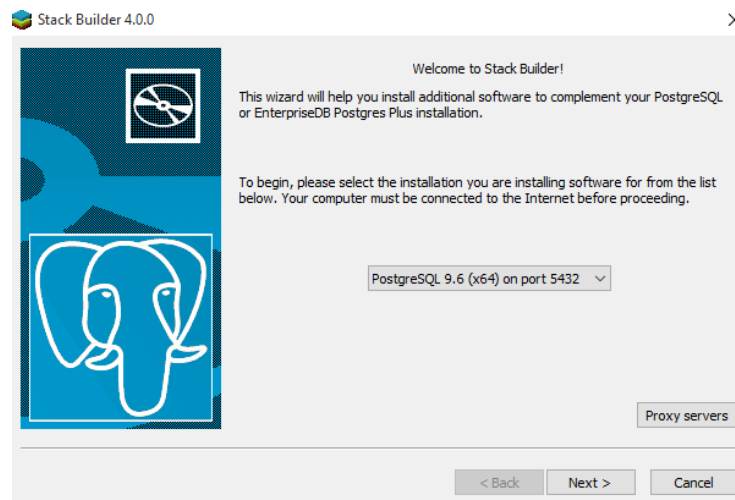 Stack Builder 4.0.0
Welcome to Stack Builder!
This wizard will help you install additional software to complement your PostgreSQL
or EnterpriseDB Postgres Plus installation.
To begin, please select the installation you are installing software for from the list
below. Your computer must be connected to the Internet before proceeding.
PostgreSQL 9.6 (x64) on port 5432
Proxy servers
< Back
Next >
Cancel